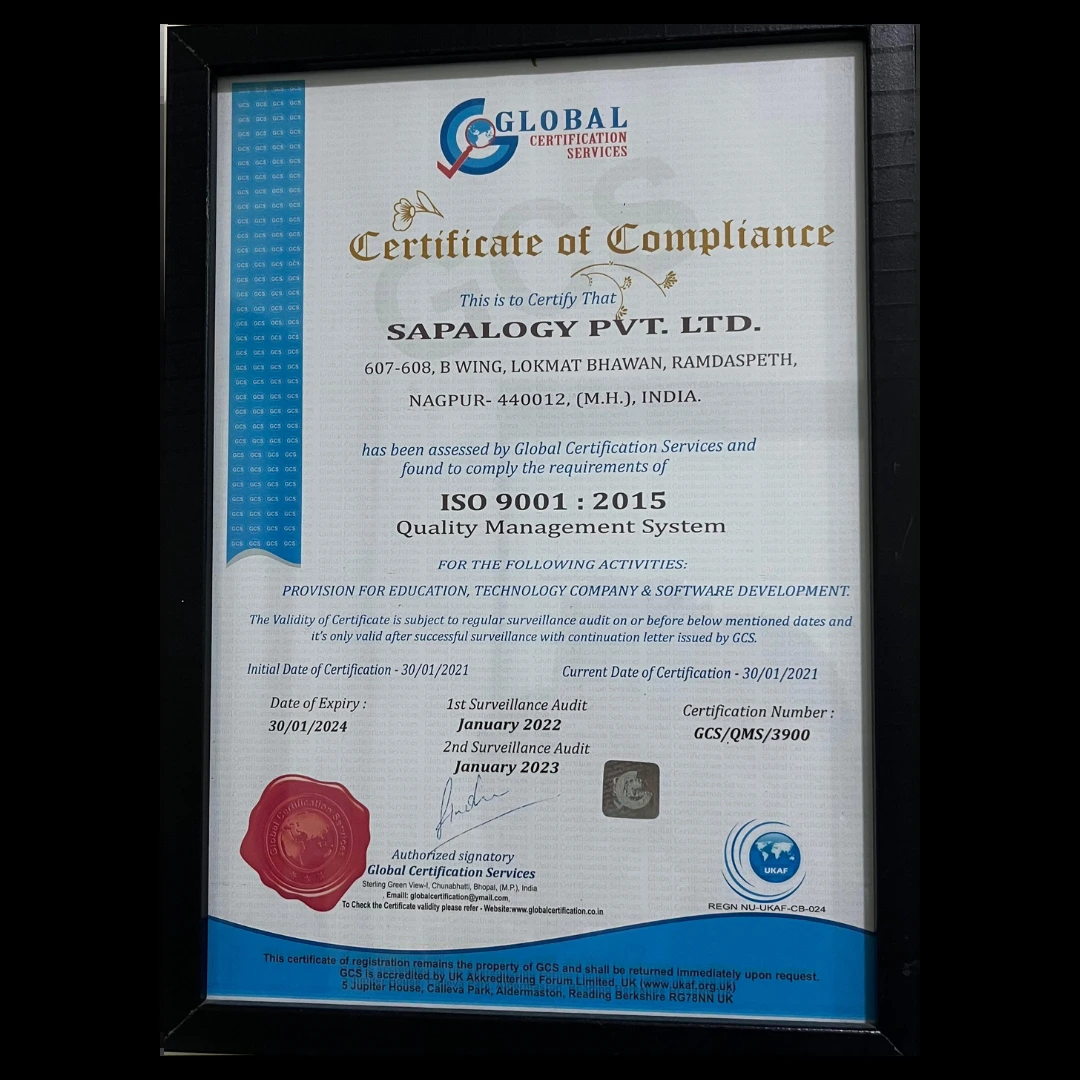 GLOBAL
CERTIFICATION
SERVICES
Certificate of Compliance
This is to Certify That
SAPALOGY PVT. LTD.
607-608, B WING, LOKMAT BHAWAN, RAMDASPETH,
NAGPUR- 440012, (M.H.), INDIA.
has been assessed by Global Certification Services and
found to comply the requirements of
ISO 9001 : 2015
Quality Management System
FOR THE FOLLOWING ACTIVITIES:
PROVISION FOR EDUCATION, TECHNOLOGY COMPANY & SOFTWARE DEVELOPMENT.
The Validity of Certificate is subject to regular surveillance audit on or before below mentioned dates and
it's only valid after successful surveillance with continuation letter issued by GCS.
Initial Date of Certification - 30/01/2021
Current Date of Certification - 30/01/2021
Date of Expiry :
30/01/2024
1st Surveillance Audit
January 2022
2nd Surveillance Audit
January 2023
Certification Number :
GCS/QMS/3900
Global Certification Services
Authorized signatory
Global Certification Services
Sterling Green View-I, Chunabhatti, Bhopal, (M.P.), India
Emaill: globalcertification@ymail.com,
To Check the Certificate validity please refer - Website:www.globalcertification.co.in
UKAF
REGN NU-UKAF-CB-024
This certificate of registration remains the property of GCS and shall be returned immediately upon request.
GCS is accredited by UK Akkreditering Forum Limited, UK (www.ukaf.org.uk)
5 Jupiter House, Calleva Park, Aldermaston, Reading Berkshire RG78NN UK